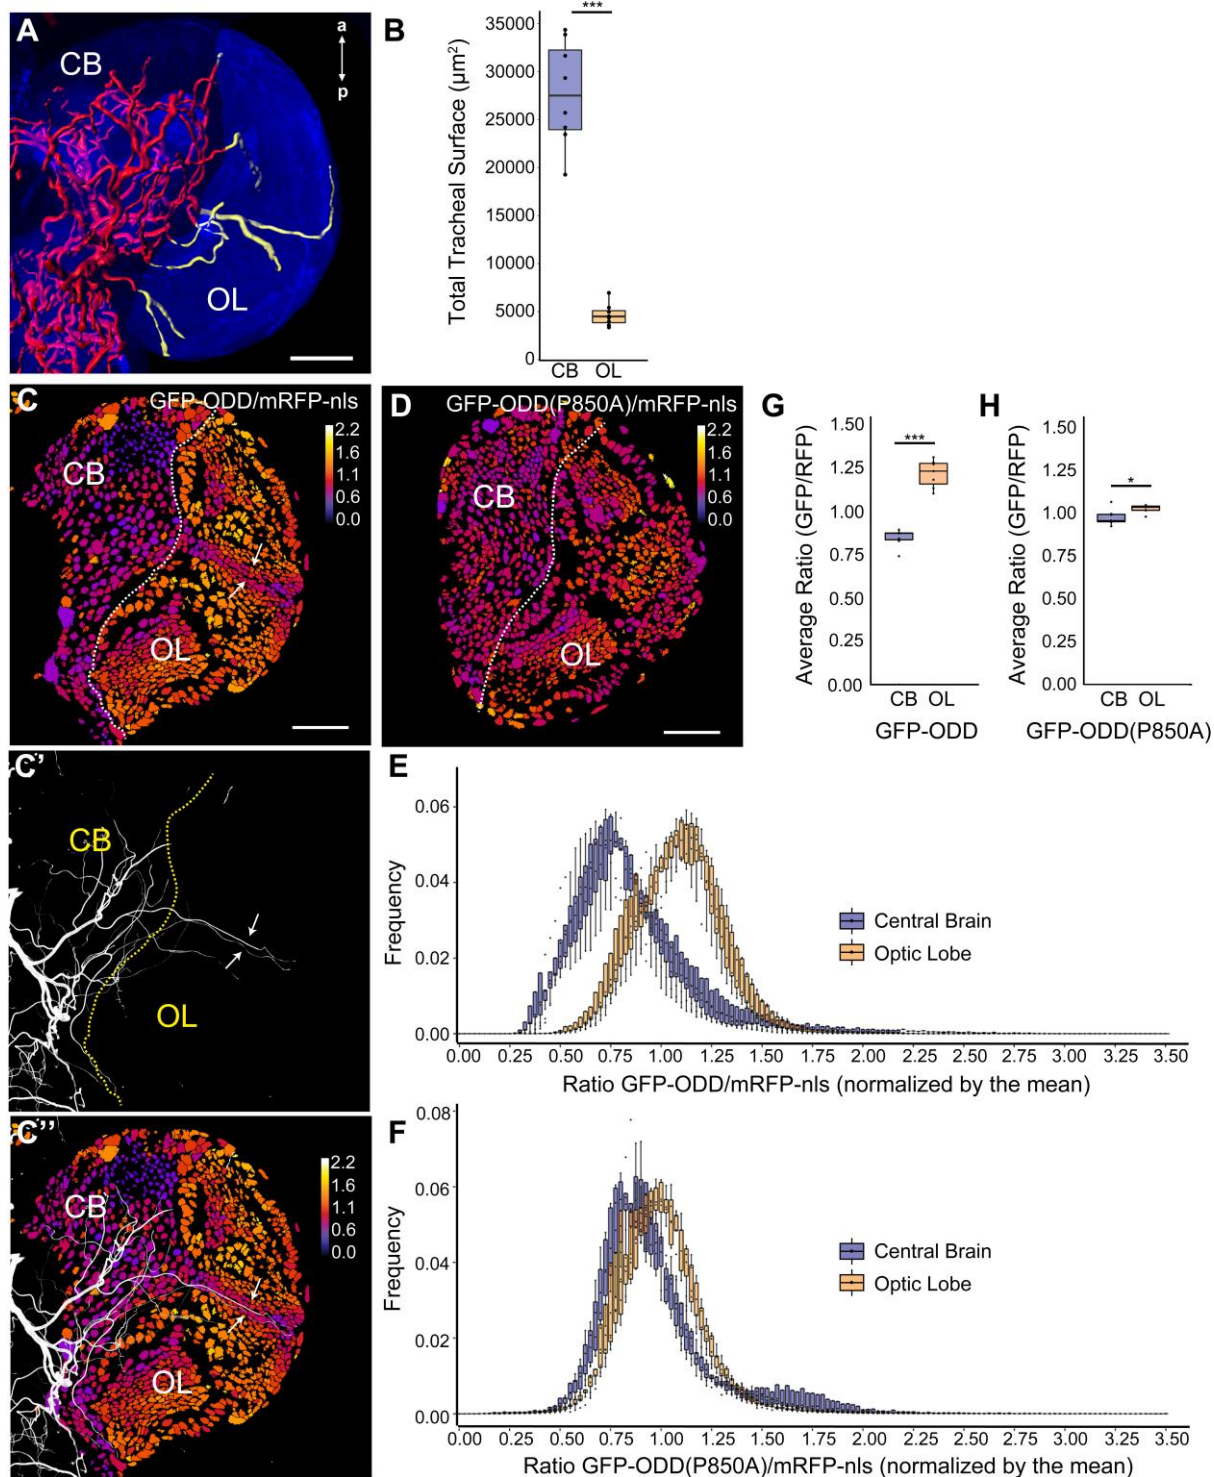 A
CB
a
p
OL
B
***
Total Tracheal Surface (µm²)
35000
30000
25000
20000
15000
10000
5000
0
CB OL
C
GFP-ODD/mRFP-nls
CB
OL
2.2
1.6
1.1
0.6
0.0
D
GFP-ODD(P850A)/mRFP-nls
CB
OL
2.2
1.6
1.1
0.6
0.0
G
***
Average Ratio (GFP/RFP)
1.50
1.25
1.00
0.75
0.50
0.25
0.00
CB OL
GFP-ODD
H
*
Average Ratio (GFP/RFP)
1.50
1.25
1.00
0.75
0.50
0.25
0.00
CB OL
GFP-ODD(P850A)
C'
CB
OL
E
Frequency
0.06
0.04
0.02
0.00
Central Brain
Optic Lobe
0.00 0.25 0.50 0.75 1.00 1.25 1.50 1.75 2.00 2.25 2.50 2.75 3.00 3.25 3.50
Ratio GFP-ODD/mRFP-nls (normalized by the mean)
C''
CB
OL
2.2
1.6
1.1
0.6
0.0
F
Frequency
0.08
0.06
0.04
0.02
0.00
Central Brain
Optic Lobe
0.00 0.25 0.50 0.75 1.00 1.25 1.50 1.75 2.00 2.25 2.50 2.75 3.00 3.25 3.50
Ratio GFP-ODD(P850A)/mRFP-nls (normalized by the mean)